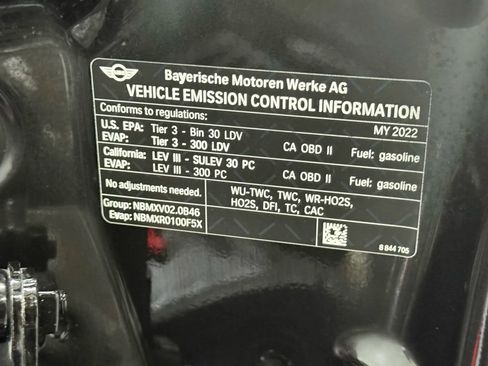 Bayerische Motoren Werke AG
VEHICLE EMISSION CONTROL INFORMATION
Conforms to regulations: MY 2022
U.S. EPA: Tier 3 - Bin 30 LDV CA OBD II Fuel: gasoline
EVAP: Tier 3 - 300 LDV
California: LEV III - SULEV 30 PC CA OBD II Fuel: gasoline
EVAP: LEV III - 300 PC
No adjustments needed. WU-TWC, TWC, WR-HO2S,
HO2S, DFI, TC, CAC
Group: NBMXV02.0B46
Evap: NBMXR0100F5X
8 844 705